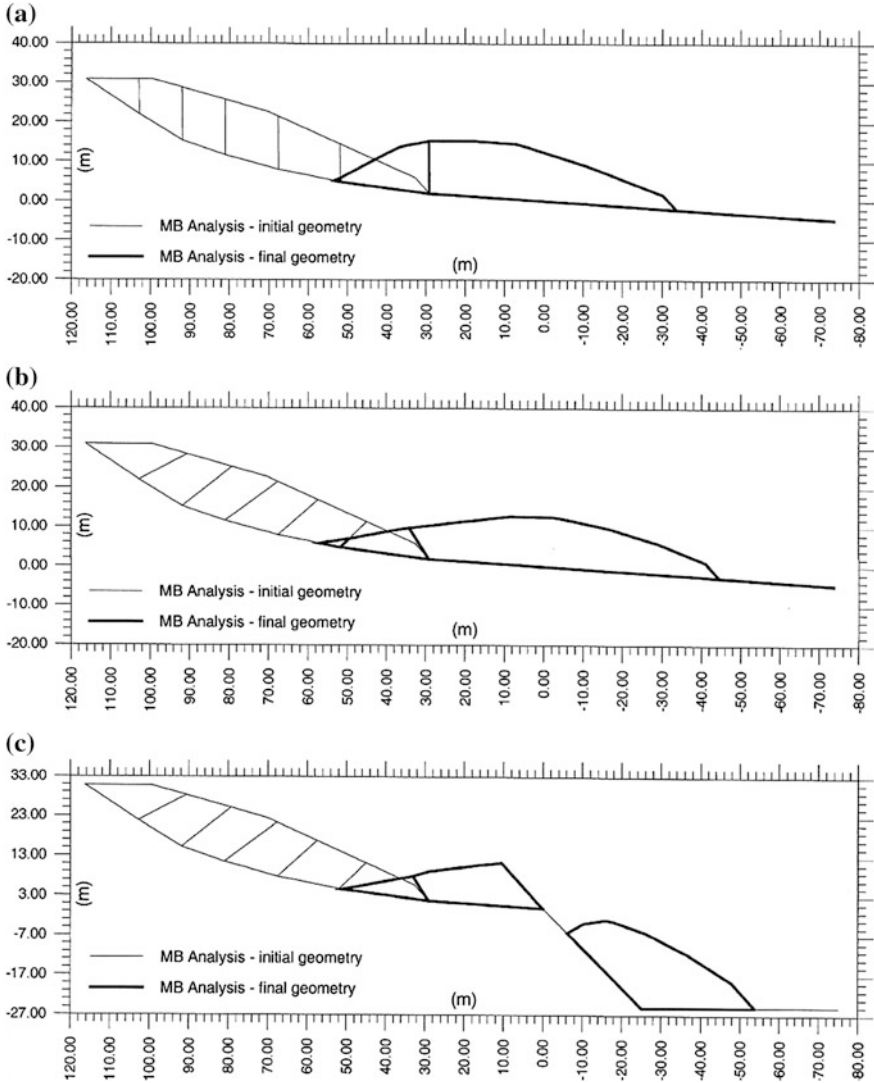 (a)
40.00
30.00
20.00
10.00
0.00
-10.00
-20.00
(m)
MB Analysis - initial geometry
MB Analysis - final geometry
(m)
120.00 110.00 100.00 90.00 80.00 70.00 60.00 50.00 40.00 30.00 20.00 10.00 0.00 -10.00 -20.00 -30.00 -40.00 -50.00 -60.00 -70.00 -80.00
(b)
40.00
30.00
20.00
10.00
0.00
-10.00
-20.00
(m)
MB Analysis - initial geometry
MB Analysis - final geometry
(m)
120.00 110.00 100.00 90.00 80.00 70.00 60.00 50.00 40.00 30.00 20.00 10.00 0.00 -10.00 -20.00 -30.00 -40.00 -50.00 -60.00 -70.00 -80.00
(c)
33.00
23.00
13.00
3.00
-7.00
-17.00
-27.00
(m)
MB Analysis - initial geometry
MB Analysis - final geometry
(m)
120.00 110.00 100.00 90.00 80.00 70.00 60.00 50.00 40.00 30.00 20.00 10.00 0.00 -10.00 -20.00 -30.00 -40.00 -50.00 -60.00 -70.00 -80.00